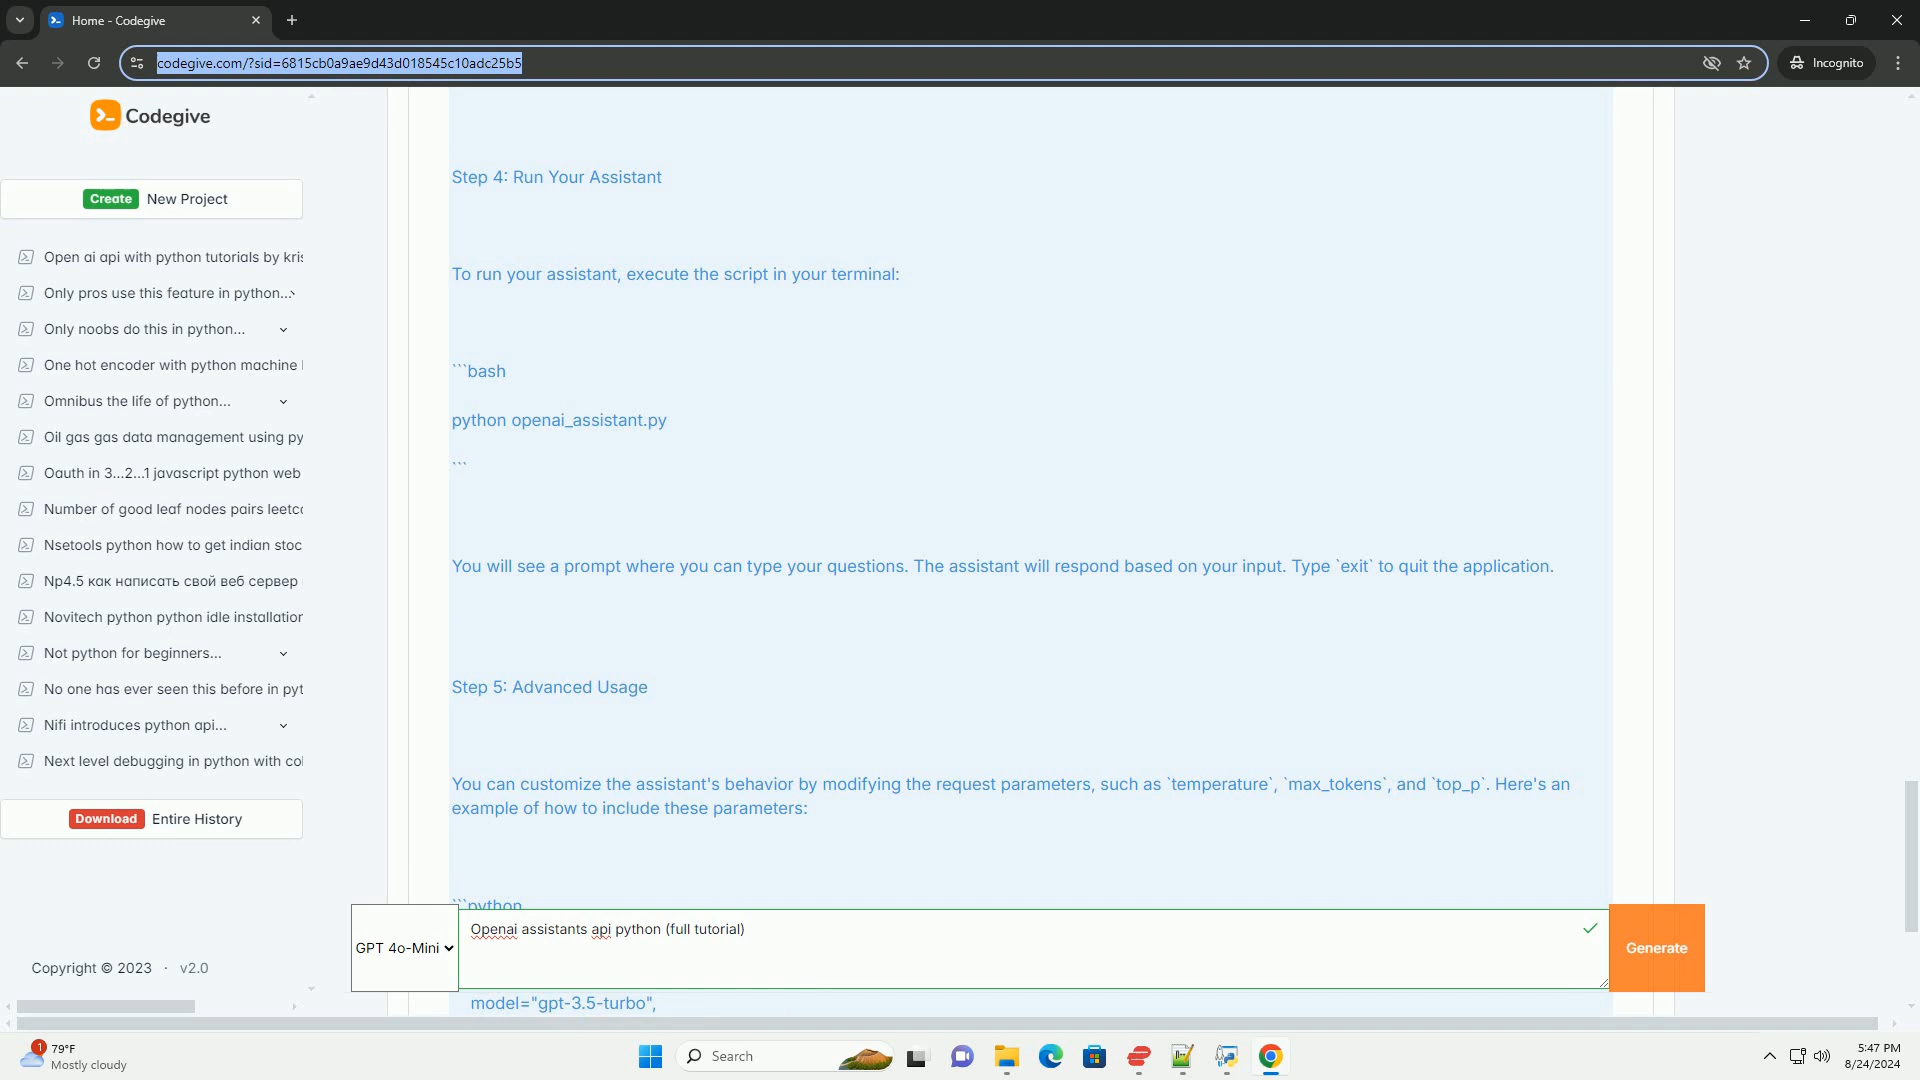 Home - Codegive
codegive.com/?sid=6815cb0a9ae9d43d018545c10adc25b5
Incognito
Codegive
Create New Project
Open ai api with python tutorials by kris
Only pros use this feature in python...
Only noobs do this in python...
One hot encoder with python machine l
Omnibus the life of python...
Oil gas gas data management using py
Oauth in 3...2...1 javascript python web
Number of good leaf nodes pairs leetco
Nsetools python how to get indian stoc
Np4.5 как написать свой веб сервер
Novitech python python idle installation
Not python for beginners...
No one has ever seen this before in pyt
Nifi introduces python api...
Next level debugging in python with col
Download Entire History
Copyright © 2023 · v2.0
Step 4: Run Your Assistant
To run your assistant, execute the script in your terminal:
```bash
python openai_assistant.py
```
You will see a prompt where you can type your questions. The assistant will respond based on your input. Type `exit` to quit the application.
Step 5: Advanced Usage
You can customize the assistant's behavior by modifying the request parameters, such as `temperature`, `max_tokens`, and `top_p`. Here's an
example of how to include these parameters:
```python
GPT 4o-Mini
Openai assistants api python (full tutorial)
Generate
model="gpt-3.5-turbo",
1
79°F
Mostly cloudy
Search
5:47 PM
8/24/2024